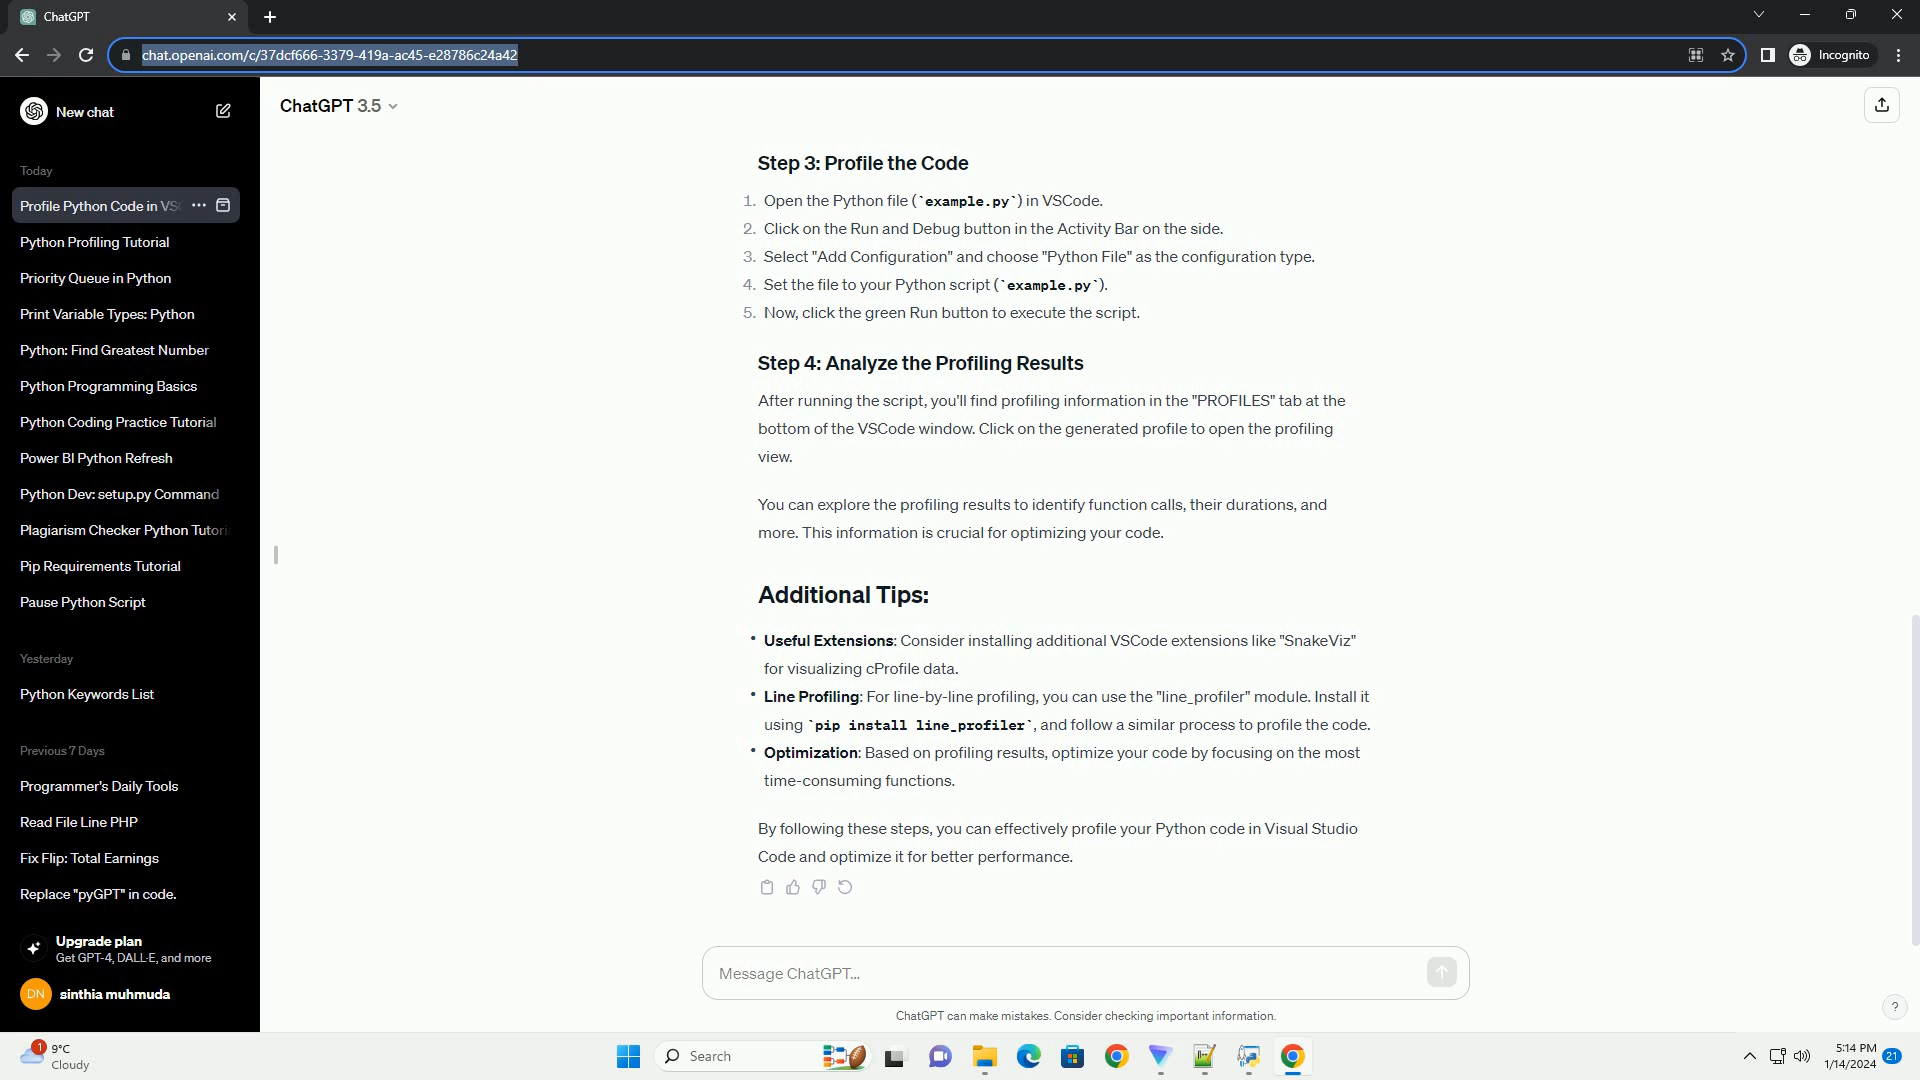 ChatGPT
chat.openai.com/c/37dcf666-3379-419a-ac45-e28786c24a42
Incognito
New chat
ChatGPT 3.5
Today
Profile Python Code in VS
Python Profiling Tutorial
Priority Queue in Python
Print Variable Types: Python
Python: Find Greatest Number
Python Programming Basics
Python Coding Practice Tutorial
Power BI Python Refresh
Python Dev: setup.py Command
Plagiarism Checker Python Tutori
Pip Requirements Tutorial
Pause Python Script
Yesterday
Python Keywords List
Previous 7 Days
Programmer's Daily Tools
Read File Line PHP
Fix Flip: Total Earnings
Replace "pyGPT" in code.
Upgrade plan
Get GPT-4, DALL·E, and more
DN
sinthia muhmuda
Step 3: Profile the Code
1. Open the Python file (`example.py`) in VSCode.
2. Click on the Run and Debug button in the Activity Bar on the side.
3. Select "Add Configuration" and choose "Python File" as the configuration type.
4. Set the file to your Python script (`example.py`).
5. Now, click the green Run button to execute the script.
Step 4: Analyze the Profiling Results
After running the script, you'll find profiling information in the "PROFILES" tab at the
bottom of the VSCode window. Click on the generated profile to open the profiling
view.
You can explore the profiling results to identify function calls, their durations, and
more. This information is crucial for optimizing your code.
Additional Tips:
• Useful Extensions: Consider installing additional VSCode extensions like "SnakeViz"
for visualizing cProfile data.
• Line Profiling: For line-by-line profiling, you can use the "line_profiler" module. Install it
using `pip install line_profiler`, and follow a similar process to profile the code.
• Optimization: Based on profiling results, optimize your code by focusing on the most
time-consuming functions.
By following these steps, you can effectively profile your Python code in Visual Studio
Code and optimize it for better performance.
Message ChatGPT...
ChatGPT can make mistakes. Consider checking important information.
?
1
9°C
Cloudy
Search
5:14 PM
1/14/2024
21